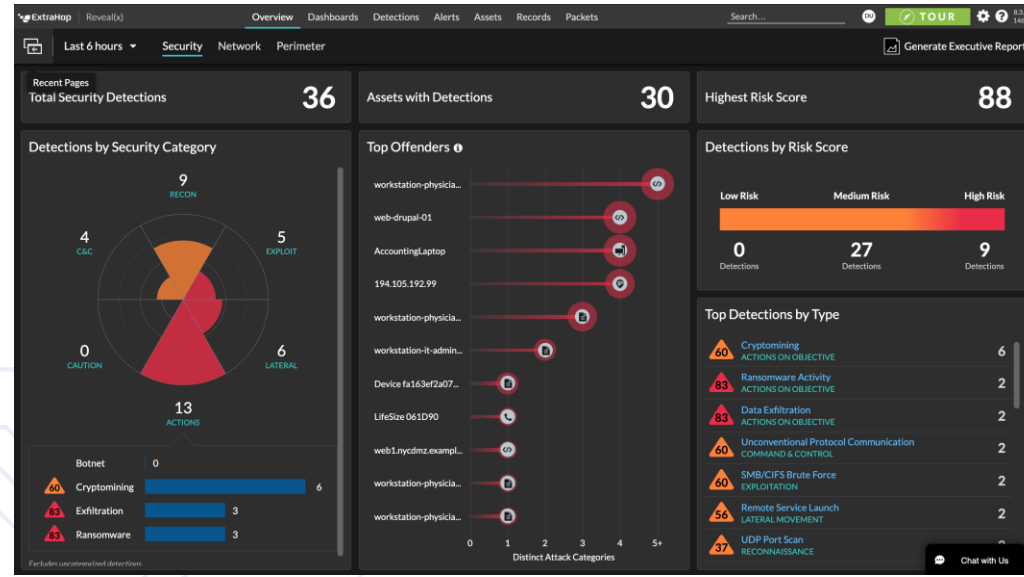 ExtraHop Reveal(x) Overview Dashboards Detections Alerts Assets Records Packets Search... DU TOUR 8.3
146
Last 6 hours Security Network Perimeter Generate Executive Report
Recent Pages
Total Security Detections 36
Assets with Detections 30
Highest Risk Score 88
Detections by Security Category
9
RECON
4
C&C
5
EXPLOIT
0
CAUTION
6
LATERAL
13
ACTIONS
Botnet 0
60 Cryptomining 6
83 Exfiltration 3
83 Ransomware 3
Excludes uncategorized detections
Top Offenders
workstation-physicia...
web-drupal-01
AccountingLaptop
194.105.192.99
workstation-physicia...
workstation-it-admin...
Device fa163ef2a07...
LifeSize 061D90
web1.nycdmz.exampl...
workstation-physicia...
workstation-physicia...
0 1 2 3 4 5+
Distinct Attack Categories
Detections by Risk Score
Low Risk Medium Risk High Risk
0 27 9
Detections Detections Detections
Top Detections by Type
60 Cryptomining 6
ACTIONS ON OBJECTIVE
83 Ransomware Activity 2
ACTIONS ON OBJECTIVE
83 Data Exfiltration 2
ACTIONS ON OBJECTIVE
60 Unconventional Protocol Communication 2
COMMAND & CONTROL
60 SMB/CIFS Brute Force 2
EXPLOITATION
56 Remote Service Launch 2
LATERAL MOVEMENT
37 UDP Port Scan
RECONNAISSANCE
Chat with Us